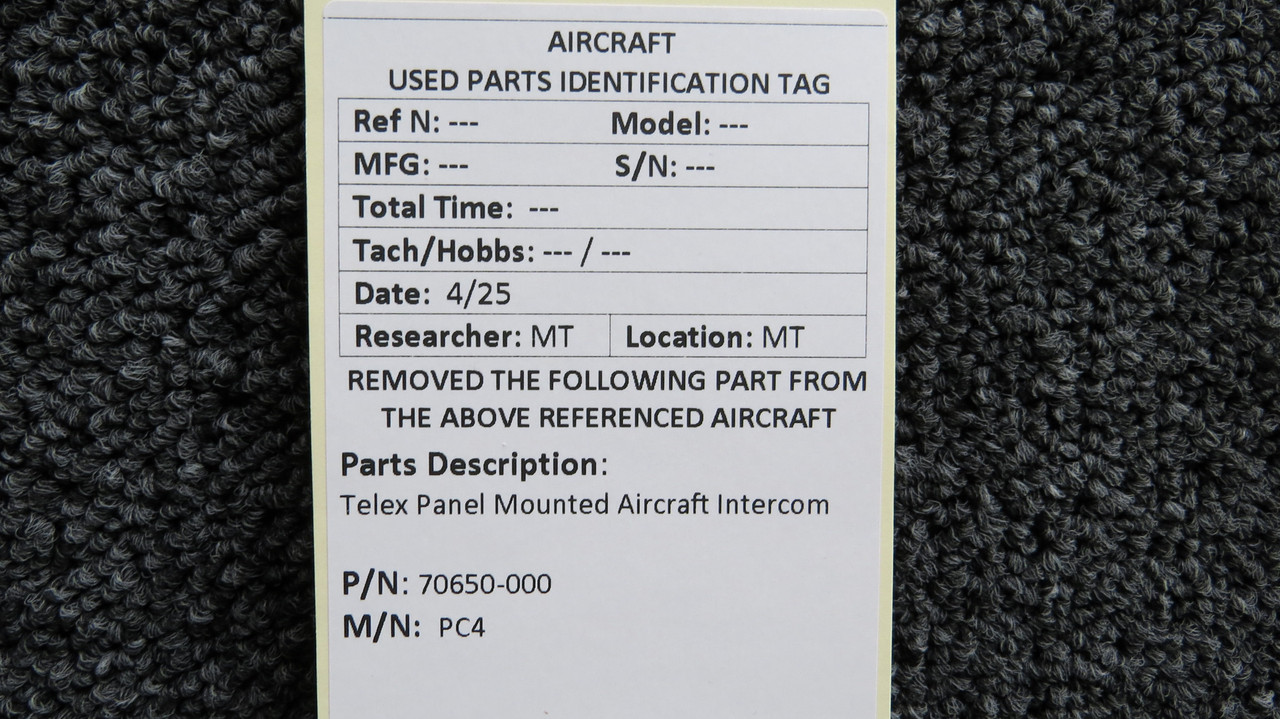 AIRCRAFT
USED PARTS IDENTIFICATION TAG
Ref N: --- Model: ---
MFG: --- S/N: ---
Total Time: ---
Tach/Hobbs: --- / ---
Date: 4/25
Researcher: MT Location: MT
REMOVED THE FOLLOWING PART FROM
THE ABOVE REFERENCED AIRCRAFT
Parts Description:
Telex Panel Mounted Aircraft Intercom
P/N: 70650-000
M/N: PC4